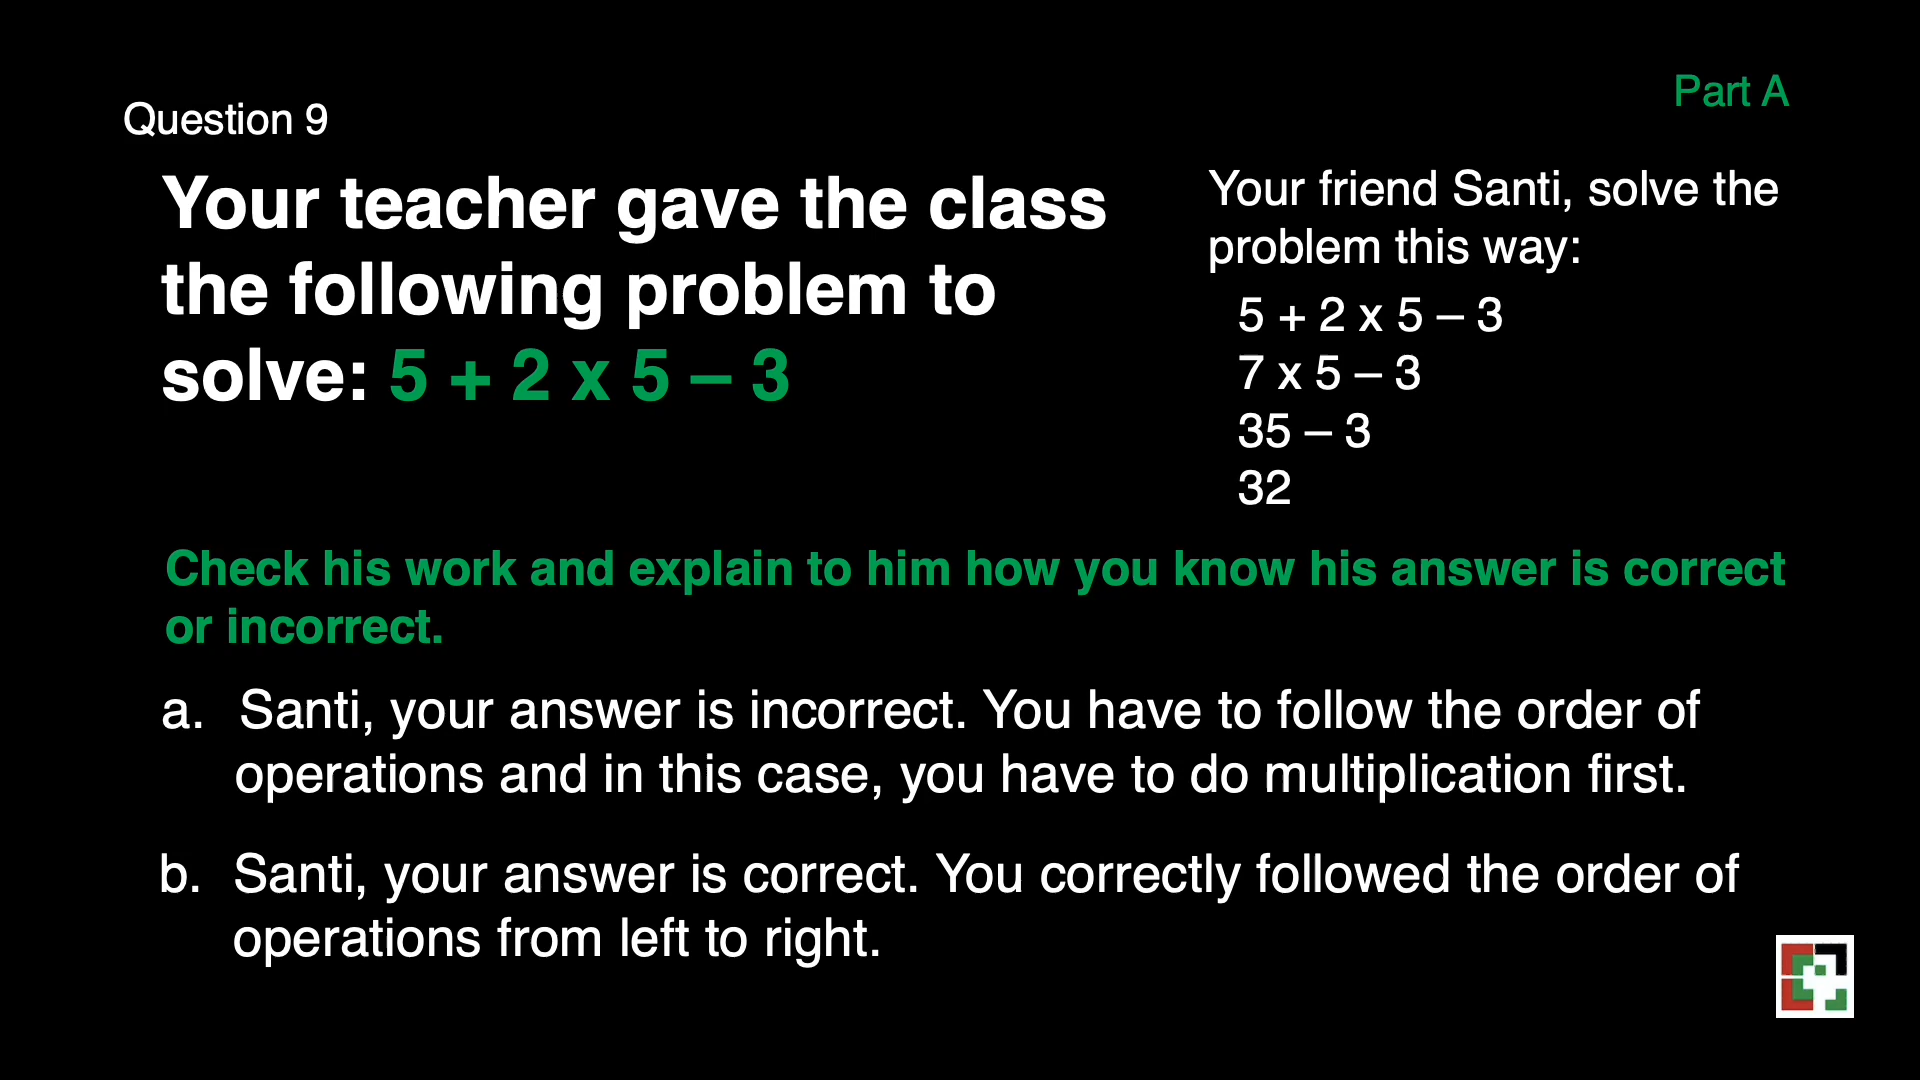 Part A
Question 9
Your teacher gave the class
the following problem to
solve: 5 + 2 x 5 – 3
Your friend Santi, solve the
problem this way:
5 + 2 x 5 – 3
7 x 5 – 3
35 – 3
32
Check his work and explain to him how you know his answer is correct
or incorrect.
a. Santi, your answer is incorrect. You have to follow the order of
operations and in this case, you have to do multiplication first.
b. Santi, your answer is correct. You correctly followed the order of
operations from left to right.